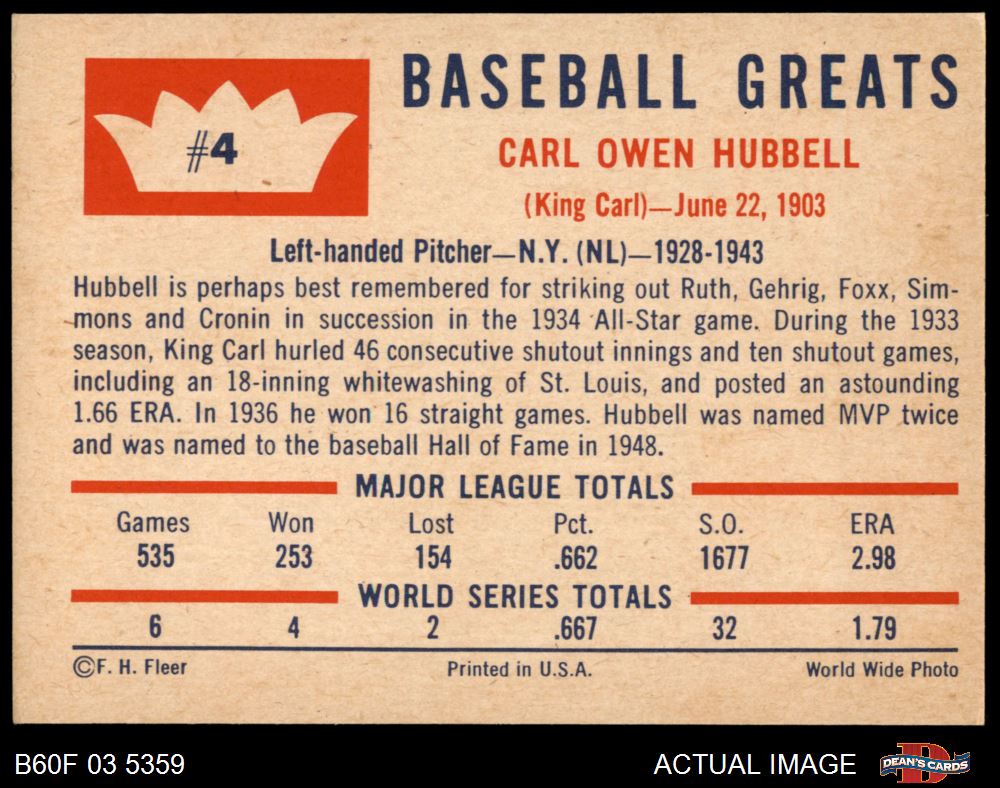 #4
BASEBALL GREATS
CARL OWEN HUBBELL
(King Carl)—June 22, 1903
Left-handed Pitcher—N.Y. (NL)—1928-1943
Hubbell is perhaps best remembered for striking out Ruth, Gehrig, Foxx, Sim-
mons and Cronin in succession in the 1934 All-Star game. During the 1933
season, King Carl hurled 46 consecutive shutout innings and ten shutout games,
including an 18-inning whitewashing of St. Louis, and posted an astounding
1.66 ERA. In 1936 he won 16 straight games. Hubbell was named MVP twice
and was named to the baseball Hall of Fame in 1948.
MAJOR LEAGUE TOTALS
Games Won Lost Pct. S.O. ERA
535 253 154 .662 1677 2.98
WORLD SERIES TOTALS
6 4 2 .667 32 1.79
©F. H. Fleer Printed in U.S.A. World Wide Photo
B60F 03 5359 ACTUAL IMAGE DEAN'S CARDS